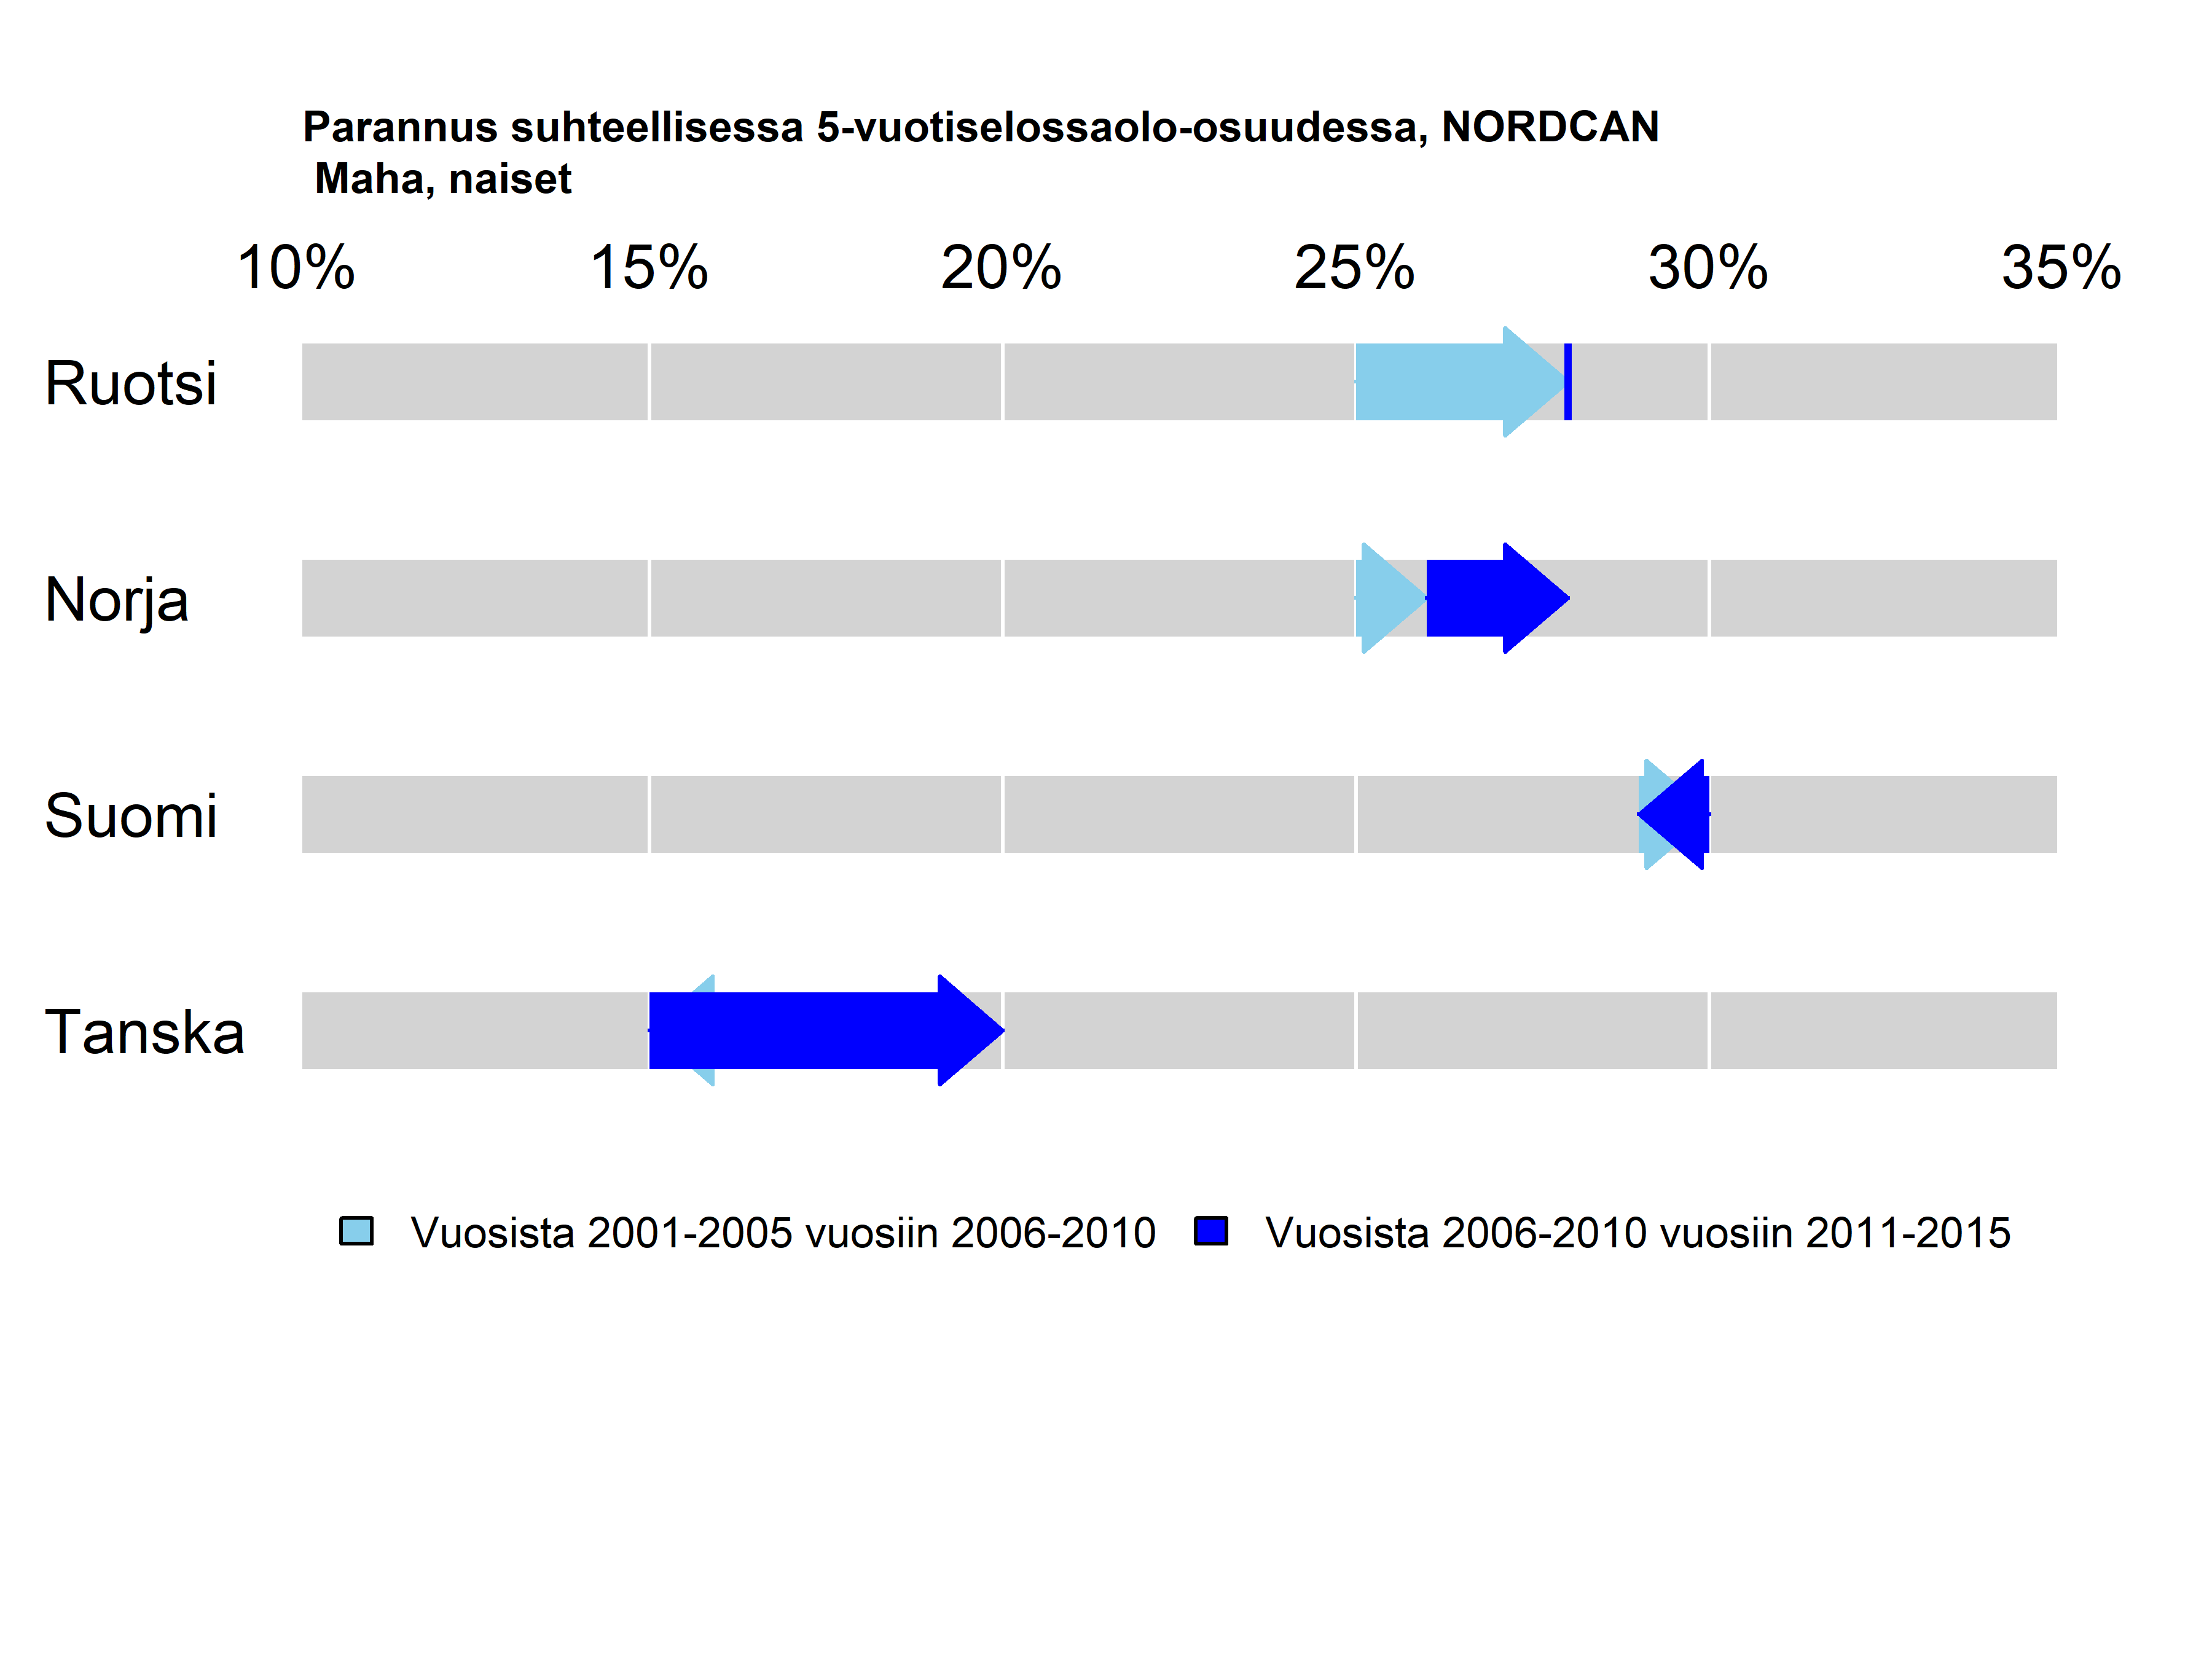 Parannus suhteellisessa 5-vuotiselossaolo-osuudessa, NORDCAN
Maha, naiset
10% 15% 20% 25% 30% 35%
Ruotsi
Norja
Suomi
Tanska
Vuosista 2001-2005 vuosiin 2006-2010 Vuosista 2006-2010 vuosiin 2011-2015